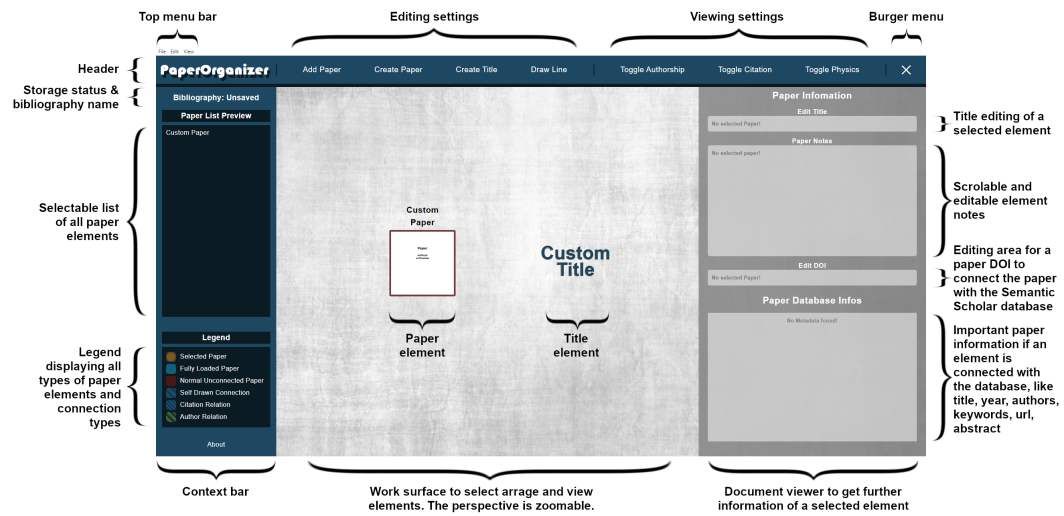 Top menu bar
Editing settings
Viewing settings
Burger menu
File Edit View
Header
PaperOrganizer
Add Paper
Create Paper
Create Title
Draw Line
Toggle Authorship
Toggle Citation
Toggle Physics
Storage status &
bibliography name
Bibliography: Unsaved
Paper List Preview
Custom Paper
Selectable list
of all paper
elements
Legend
Selected Paper
Fully Loaded Paper
Normal Unconnected Paper
Self Drawn Connection
Citation Relation
Author Relation
Legend
displaying all
types of paper
elements and
connection
types
About
Custom
Paper
Paper
without
a Preview
Paper
element
Custom
Title
Title
element
Paper Infomation
Edit Title
No selected Paper!
Title editing of a
selected element
Paper Notes
No selected paper!
Scrolable and
editable element
notes
Edit DOI
No selected Paper!
Editing area for a
paper DOI to
connect the paper
with the Semantic
Scholar database
Paper Database Infos
No Metadata found!
Important paper
information if an
element is
connected with
the database, like
title, year, authors,
keywords, url,
abstract
Context bar
Work surface to select arrage and view
elements. The perspective is zoomable.
Document viewer to get further
information of a selected element